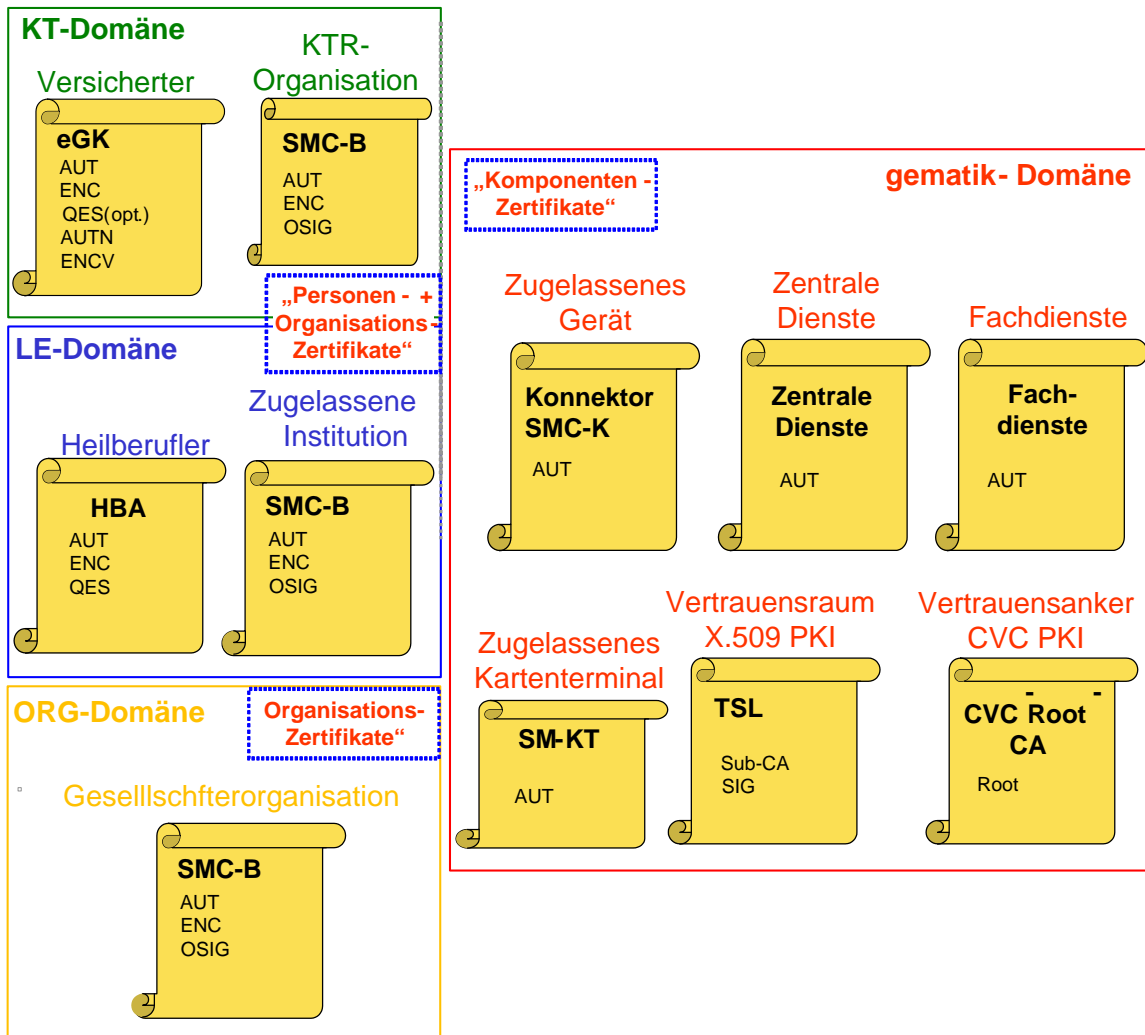 KT-Domäne
Versicherter
eGK
AUT
ENC
QES(opt.)
AUTN
ENCV
KTR-
Organisation
SMC-B
AUT
ENC
OSIG
„Personen - +
Organisations-
Zertifikate“
LE-Domäne
Heilberufler
HBA
AUT
ENC
QES
Zugelassene
Institution
SMC-B
AUT
ENC
OSIG
ORG-Domäne
Organisations-
Zertifikate“
Geselllschfterorganisation
SMC-B
AUT
ENC
OSIG
„Komponenten -
Zertifikate“
gematik- Domäne
Zugelassenes
Gerät
Konnektor
SMC-K
AUT
Zentrale
Dienste
Zentrale
Dienste
AUT
Fachdienste
Fach-
dienste
AUT
Zugelassenes
Kartenterminal
SM-KT
AUT
Vertrauensraum
X.509 PKI
TSL
Sub-CA
SIG
Vertrauensanker
CVC PKI
- -
CVC Root
CA
Root